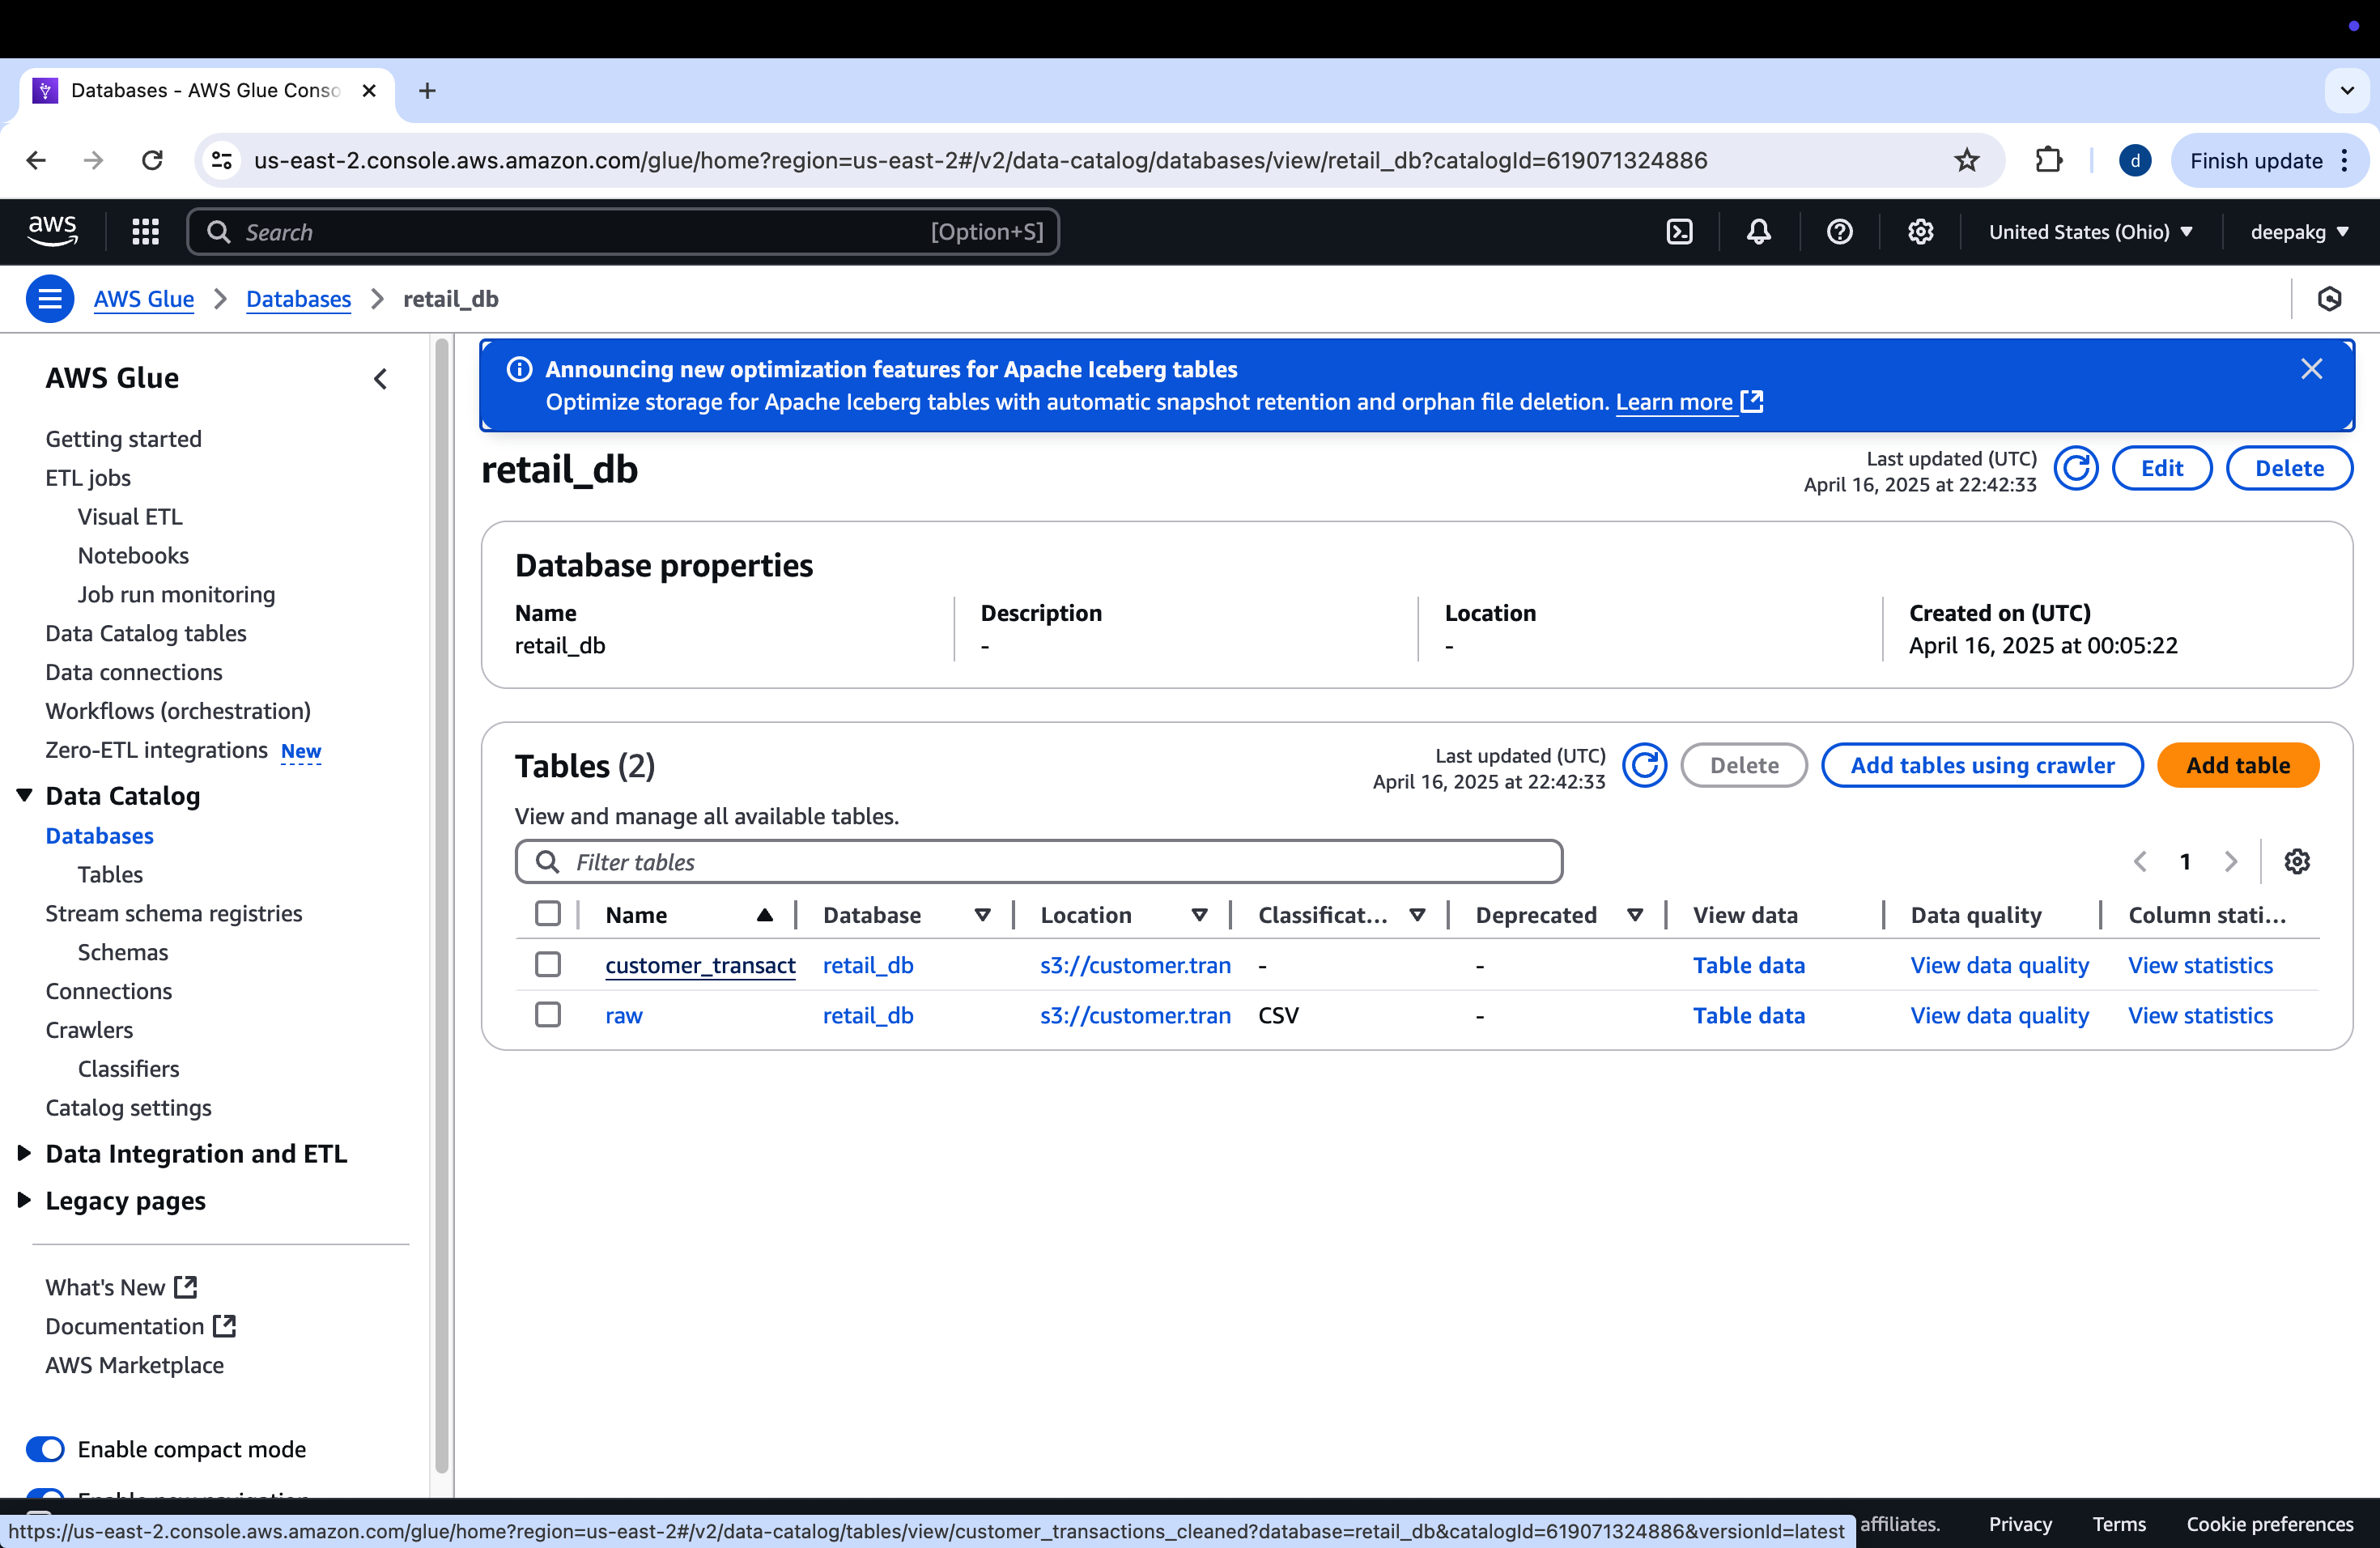 Databases - AWS Glue Conso
us-east-2.console.aws.amazon.com/glue/home?region=us-east-2#/v2/data-catalog/databases/view/retail_db?catalogId=619071324886
d
Finish update
aws
Search
[Option+S]
United States (Ohio)
deepakg
AWS Glue
Databases
retail_db
AWS Glue
Getting started
ETL jobs
Visual ETL
Notebooks
Job run monitoring
Data Catalog tables
Data connections
Workflows (orchestration)
Zero-ETL integrations New
Data Catalog
Databases
Tables
Stream schema registries
Schemas
Connections
Crawlers
Classifiers
Catalog settings
Data Integration and ETL
Legacy pages
What's New
Documentation
AWS Marketplace
Enable compact mode
Announcing new optimization features for Apache Iceberg tables
Optimize storage for Apache Iceberg tables with automatic snapshot retention and orphan file deletion. Learn more
retail_db
Last updated (UTC)
April 16, 2025 at 22:42:33
Edit
Delete
Database properties
Name Description Location Created on (UTC)
retail_db - - April 16, 2025 at 00:05:22
Tables (2)
Last updated (UTC)
April 16, 2025 at 22:42:33
Delete
Add tables using crawler
Add table
View and manage all available tables.
Filter tables
1
Name Database Location Classificat... Deprecated View data Data quality Column stati...
customer_transact retail_db s3://customer.tran - - Table data View data quality View statistics
raw retail_db s3://customer.tran CSV - Table data View data quality View statistics
https://us-east-2.console.aws.amazon.com/glue/home?region=us-east-2#/v2/data-catalog/tables/view/customer_transactions_cleaned?database=retail_db&catalogId=619071324886&versionId=latest
affiliates.
Privacy
Terms
Cookie preferences